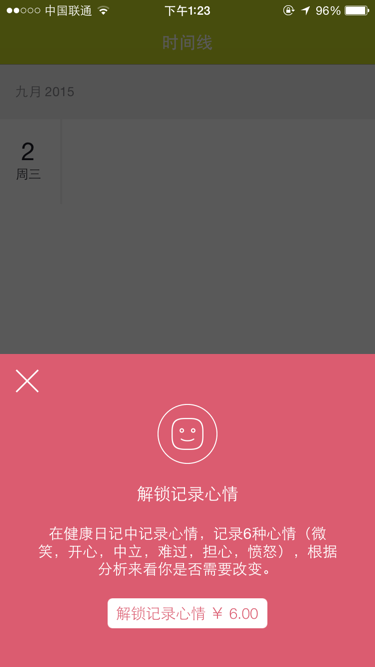 中国联通 下午1:23 96%
时间线
九月 2015
2
周三
解锁记录心情
在健康日记中记录心情，记录6种心情（微
笑，开心，中立，难过，担心，愤怒），根据
分析来看你是否需要改变。
解锁记录心情 ￥ 6.00